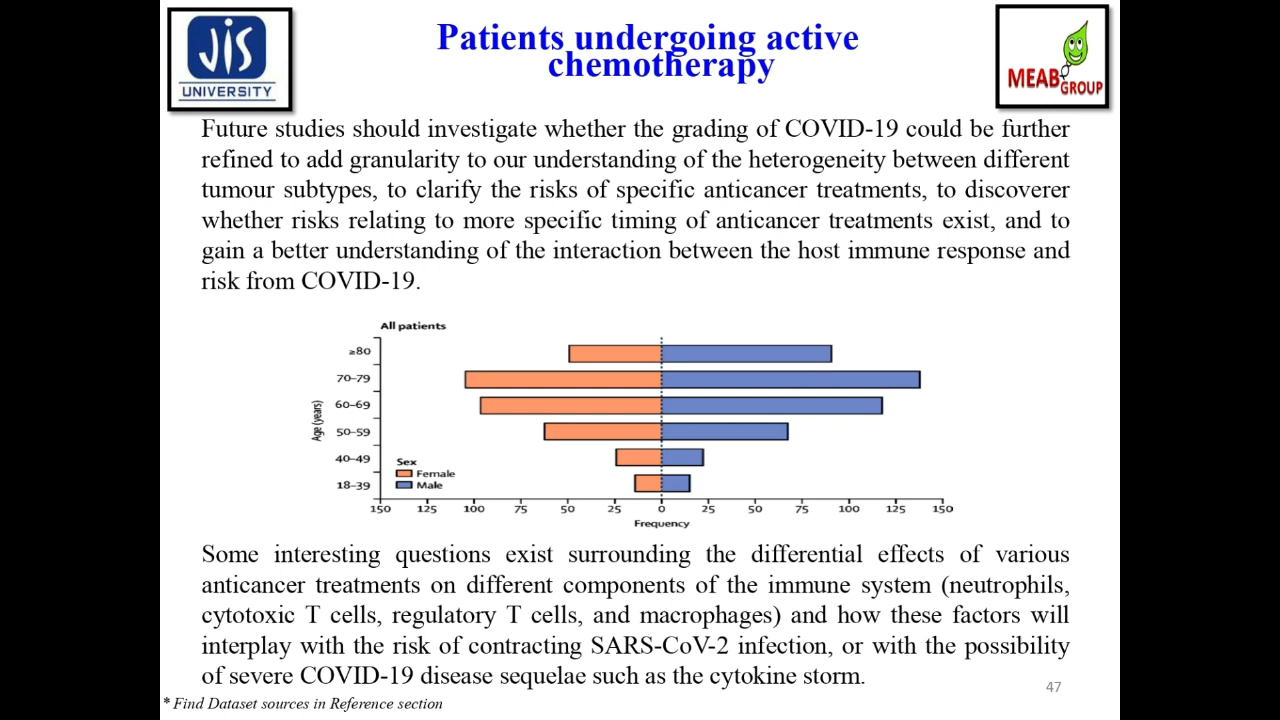 JIS
UNIVERSITY
Patients undergoing active
chemotherapy
MEAB
GROUP
Future studies should investigate whether the grading of COVID-19 could be further
refined to add granularity to our understanding of the heterogeneity between different
tumour subtypes, to clarify the risks of specific anticancer treatments, to discoverer
whether risks relating to more specific timing of anticancer treatments exist, and to
gain a better understanding of the interaction between the host immune response and
risk from COVID-19.
All patients
≥80
70–79
60–69
50–59
40–49
18–39
Age (years)
Sex
Female
Male
150 125 100 75 50 25 0 25 50 75 100 125 150
Frequency
Some interesting questions exist surrounding the differential effects of various
anticancer treatments on different components of the immune system (neutrophils,
cytotoxic T cells, regulatory T cells, and macrophages) and how these factors will
interplay with the risk of contracting SARS-CoV-2 infection, or with the possibility
of severe COVID-19 disease sequelae such as the cytokine storm.
47
* Find Dataset sources in Reference section